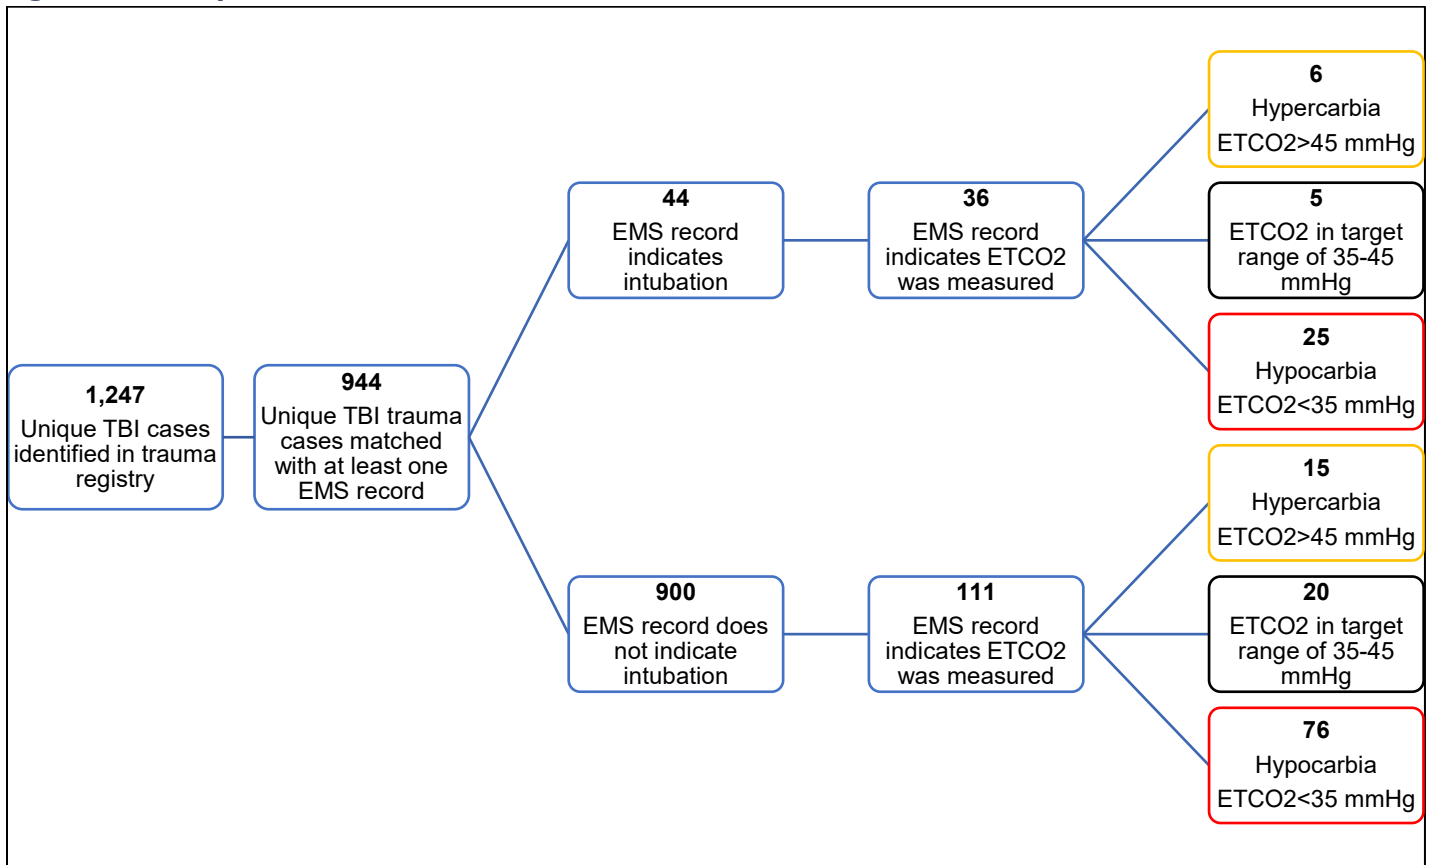 1,247
Unique TBI cases
identified in trauma
registry
944
Unique TBI trauma
cases matched
with at least one
EMS record
44
EMS record
indicates
intubation
36
EMS record
indicates ETCO2
was measured
6
Hypercarbia
ETCO2>45 mmHg
5
ETCO2 in target
range of 35-45
mmHg
25
Hypocarbia
ETCO2<35 mmHg
900
EMS record does
not indicate
intubation
111
EMS record
indicates ETCO2
was measured
15
Hypercarbia
ETCO2>45 mmHg
20
ETCO2 in target
range of 35-45
mmHg
76
Hypocarbia
ETCO2<35 mmHg